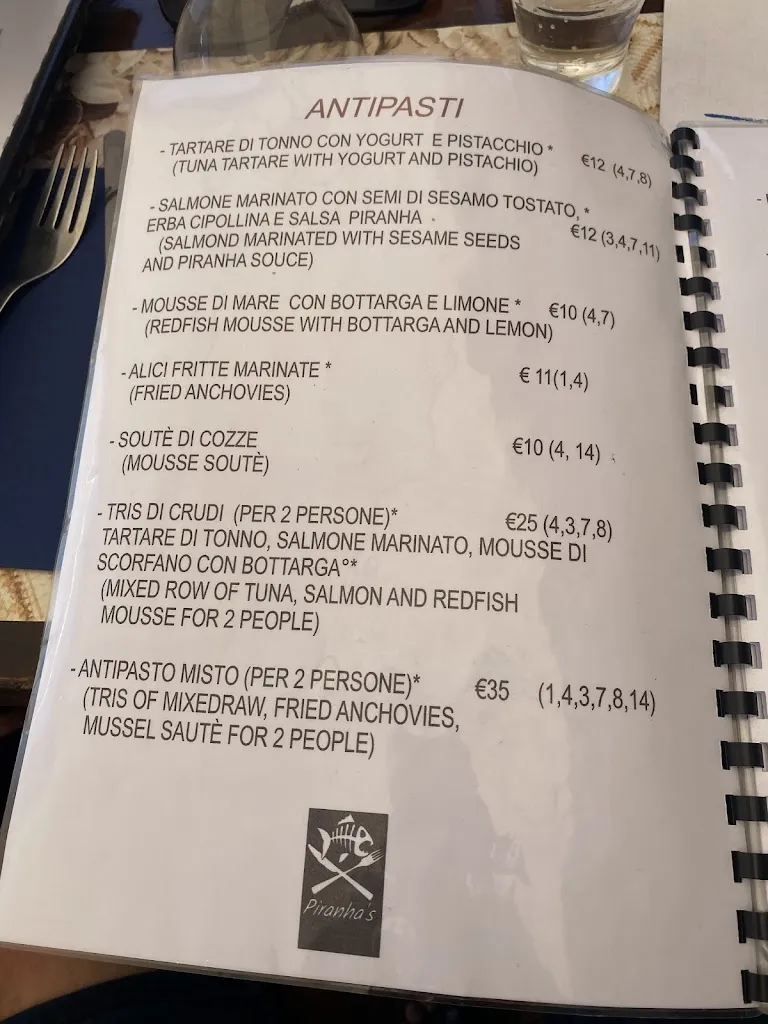 ANTIPASTI
- TARTARE DI TONNO CON YOGURT E PISTACCHIO * €12 (4,7,8)
(TUNA TARTARE WITH YOGURT AND PISTACHIO)
- SALMONE MARINATO CON SEMI DI SESAMO TOSTATO, *
ERBA CIPOLLINA E SALSA PIRANHA €12 (3,4,7,11)
(SALMOND MARINATED WITH SESAME SEEDS
AND PIRANHA SOUCE)
- MOUSSE DI MARE CON BOTTARGA E LIMONE * €10 (4,7)
(REDFISH MOUSSE WITH BOTTARGA AND LEMON)
- ALICI FRITTE MARINATE * € 11(1,4)
(FRIED ANCHOVIES)
- SOUTÈ DI COZZE €10 (4, 14)
(MOUSSE SOUTÈ)
- TRIS DI CRUDI (PER 2 PERSONE)* €25 (4,3,7,8)
TARTARE DI TONNO, SALMONE MARINATO, MOUSSE DI
SCORFANO CON BOTTARGA°*
(MIXED ROW OF TUNA, SALMON AND REDFISH
MOUSSE FOR 2 PEOPLE)
- ANTIPASTO MISTO (PER 2 PERSONE)* €35 (1,4,3,7,8,14)
(TRIS OF MIXEDRAW, FRIED ANCHOVIES,
MUSSEL SAUTÈ FOR 2 PEOPLE)
Piranha's